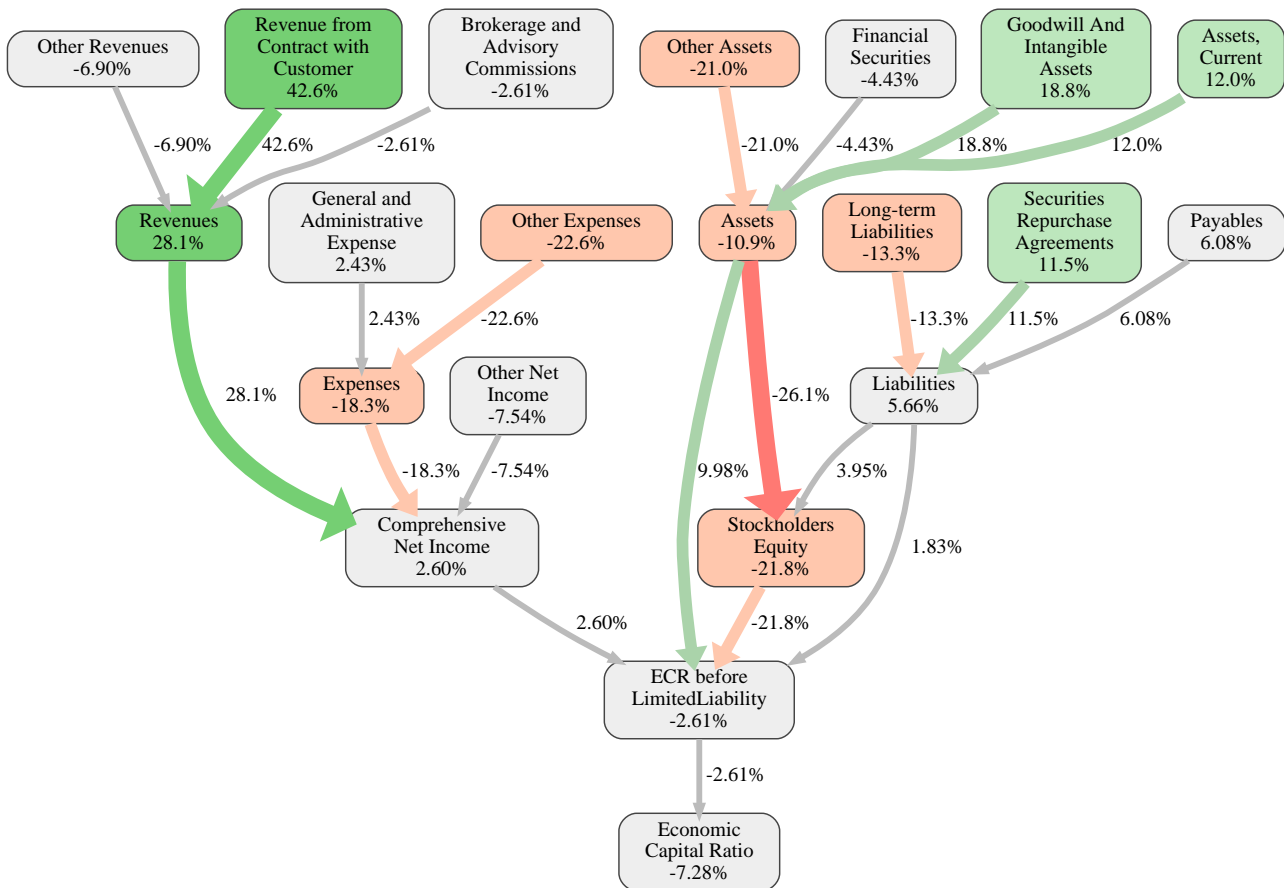 Other Revenues
-6.90%
Revenue from
Contract with
Customer
42.6%
Brokerage and
Advisory
Commissions
-2.61%
Other Assets
-21.0%
Financial
Securities
-4.43%
Goodwill And
Intangible
Assets
18.8%
Assets,
Current
12.0%
-6.90%
42.6%
-2.61%
-21.0%
-4.43%
18.8%
12.0%
Revenues
28.1%
General and
Administrative
Expense
2.43%
Other Expenses
-22.6%
Assets
-10.9%
Long-term
Liabilities
-13.3%
Securities
Repurchase
Agreements
11.5%
Payables
6.08%
2.43%
-22.6%
-13.3%
11.5%
6.08%
28.1%
Expenses
-18.3%
Other Net
Income
-7.54%
-26.1%
Liabilities
5.66%
-18.3%
-7.54%
9.98%
3.95%
Comprehensive
Net Income
2.60%
Stockholders
Equity
-21.8%
1.83%
2.60%
-21.8%
ECR before
LimitedLiability
-2.61%
-2.61%
Economic
Capital Ratio
-7.28%